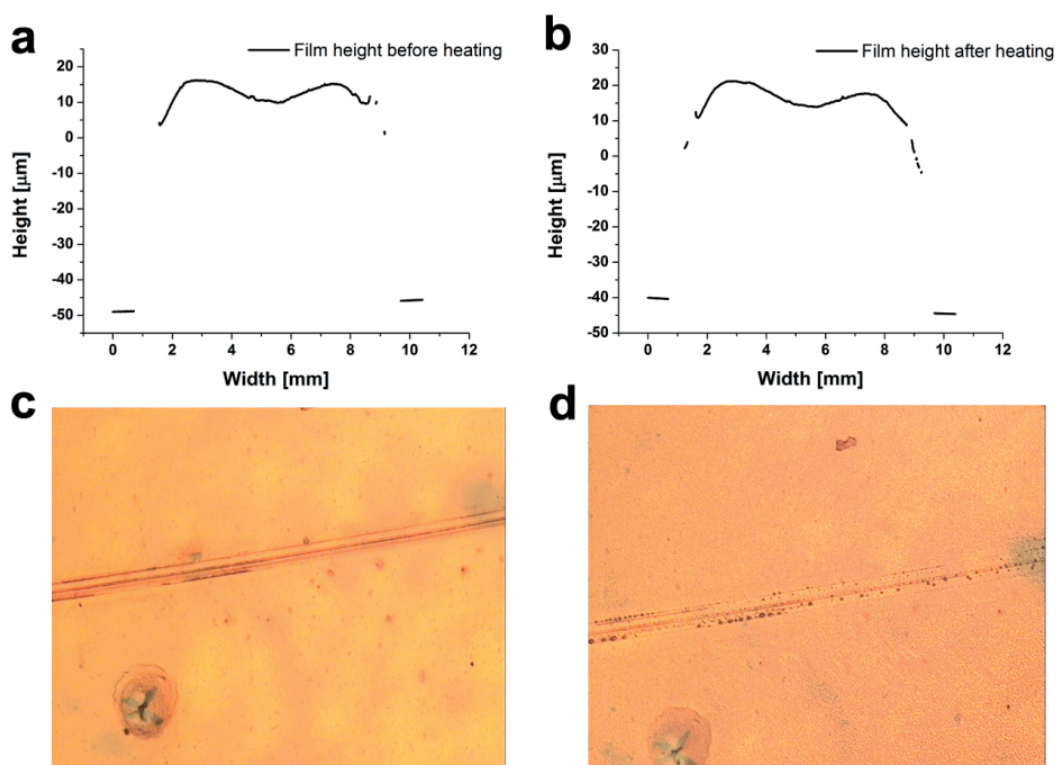 a
Film height before heating
20
10
0
-10
-20
-30
-40
-50
Height [μm]
0 2 4 6 8 10 12
Width [mm]
b
Film height after heating
30
20
10
0
-10
-20
-30
-40
-50
Height [μm]
0 2 4 6 8 10 12
Width [mm]
c
d